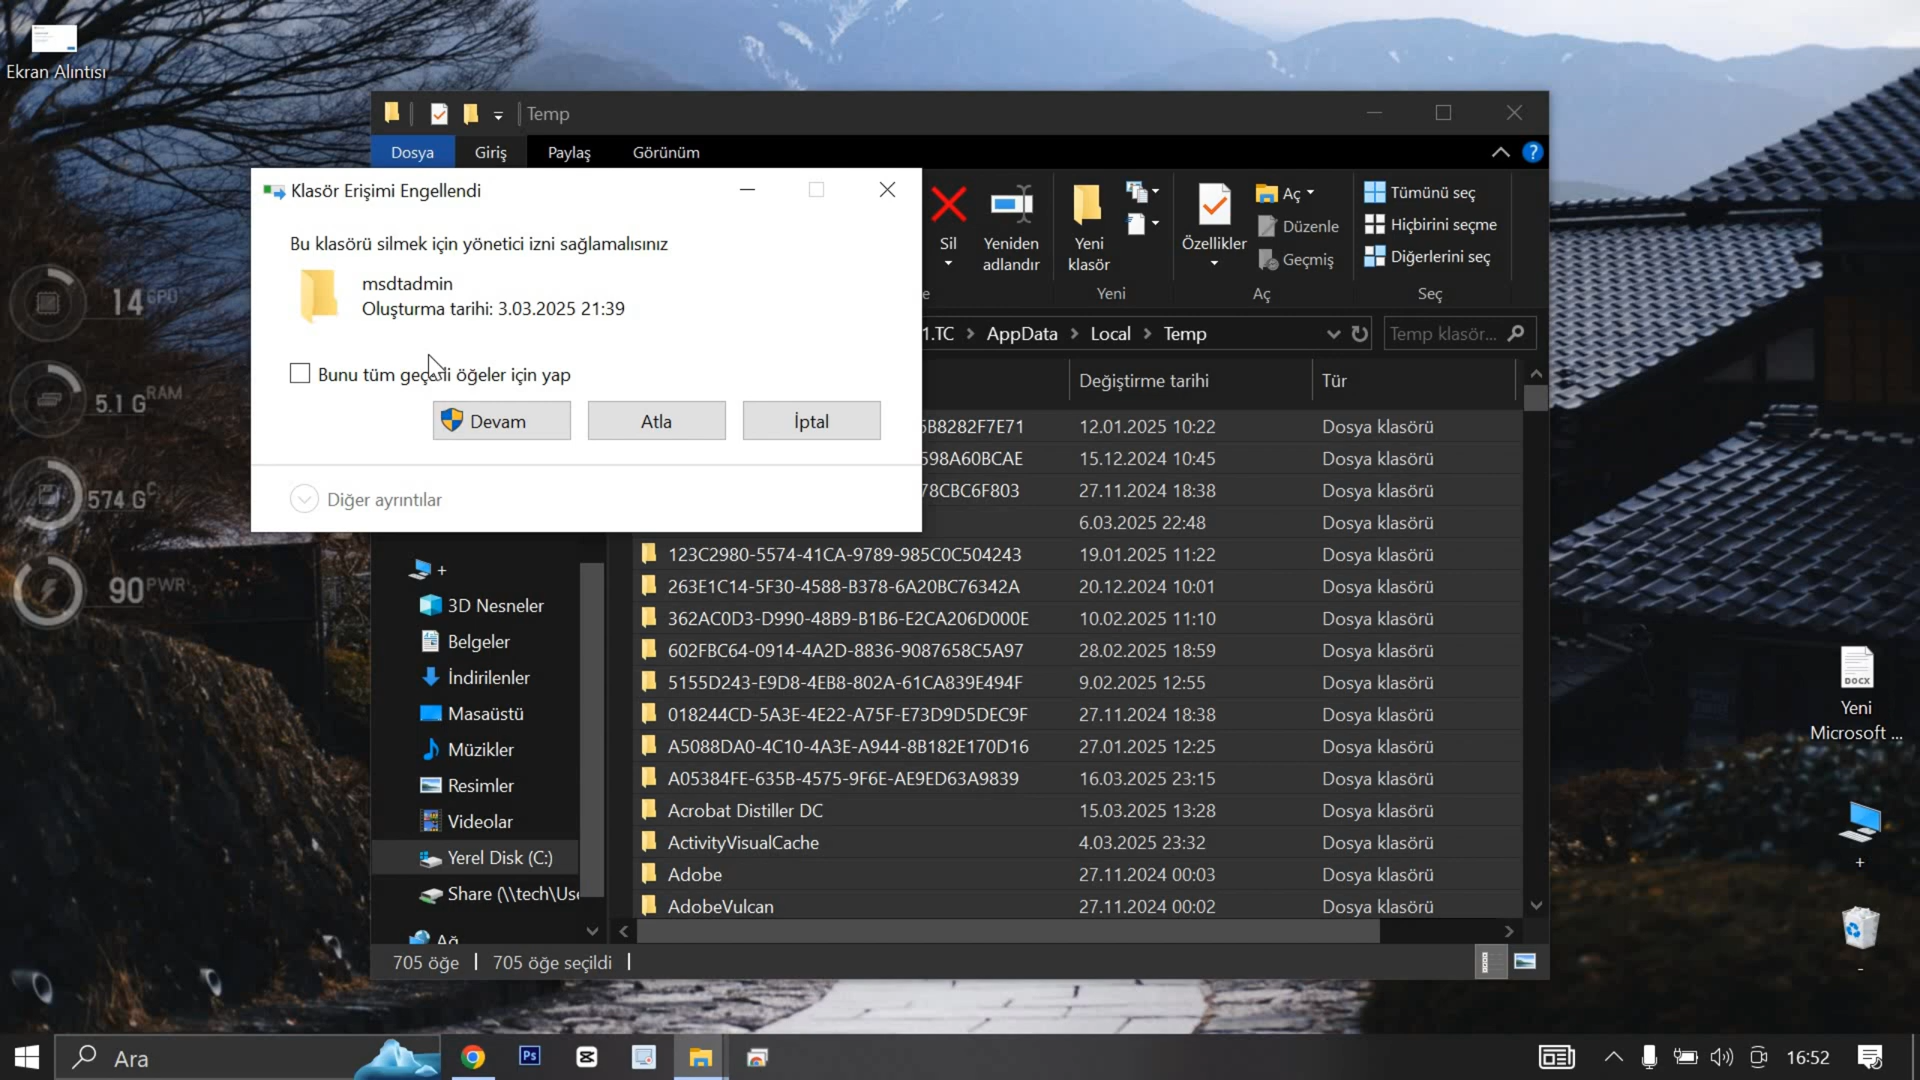 Ekran Alıntısı
Temp
Dosya
Giriş
Paylaş
Görünüm
?
Klasör Erişimi Engellendi
Bu klasörü silmek için yönetici izni sağlamalısınız
msdtadmin
Oluşturma tarihi: 3.03.2025 21:39
Bunu tüm geçerli öğeler için yap
Devam
Atla
İptal
Diğer ayrıntılar
Sil
Yeniden
adlandır
Yeni
klasör
Yeni
Özellikler
Aç
Düzenle
Geçmiş
Aç
Tümünü seç
Hiçbirini seçme
Diğerlerini seç
Seç
1.TC > AppData > Local > Temp
Temp klasör...
Değiştirme tarihi
Tür
8282F7E71 12.01.2025 10:22 Dosya klasörü
598A60BCAE 15.12.2024 10:45 Dosya klasörü
78CBC6F803 27.11.2024 18:38 Dosya klasörü
6.03.2025 22:48 Dosya klasörü
123C2980-5574-41CA-9789-985C0C504243 19.01.2025 11:22 Dosya klasörü
263E1C14-5F30-4588-B378-6A20BC76342A 20.12.2024 10:01 Dosya klasörü
362AC0D3-D990-48B9-B1B6-E2CA206D000E 10.02.2025 11:10 Dosya klasörü
602FBC64-0914-4A2D-8836-9087658C5A97 28.02.2025 18:59 Dosya klasörü
5155D243-E9D8-4EB8-802A-61CA839E494F 9.02.2025 12:55 Dosya klasörü
018244CD-5A3E-4E22-A75F-E73D9D5DEC9F 27.11.2024 18:38 Dosya klasörü
A5088DA0-4C10-4A3E-A944-8B182E170D16 27.01.2025 12:25 Dosya klasörü
A05384FE-635B-4575-9F6E-AE9ED63A9839 16.03.2025 23:15 Dosya klasörü
Acrobat Distiller DC 15.03.2025 13:28 Dosya klasörü
ActivityVisualCache 4.03.2025 23:32 Dosya klasörü
Adobe 27.11.2024 00:03 Dosya klasörü
AdobeVulcan 27.11.2024 00:02 Dosya klasörü
+
3D Nesneler
Belgeler
İndirilenler
Masaüstü
Müzikler
Resimler
Videolar
Yerel Disk (C:)
Share (\\tech\Use
Ağ
705 öğe
705 öğe seçildi
14
5.1 G RAM
574 G C
90 PWR
DOCX
Yeni
Microsoft ...
+
-
Ara
Ps
16:52